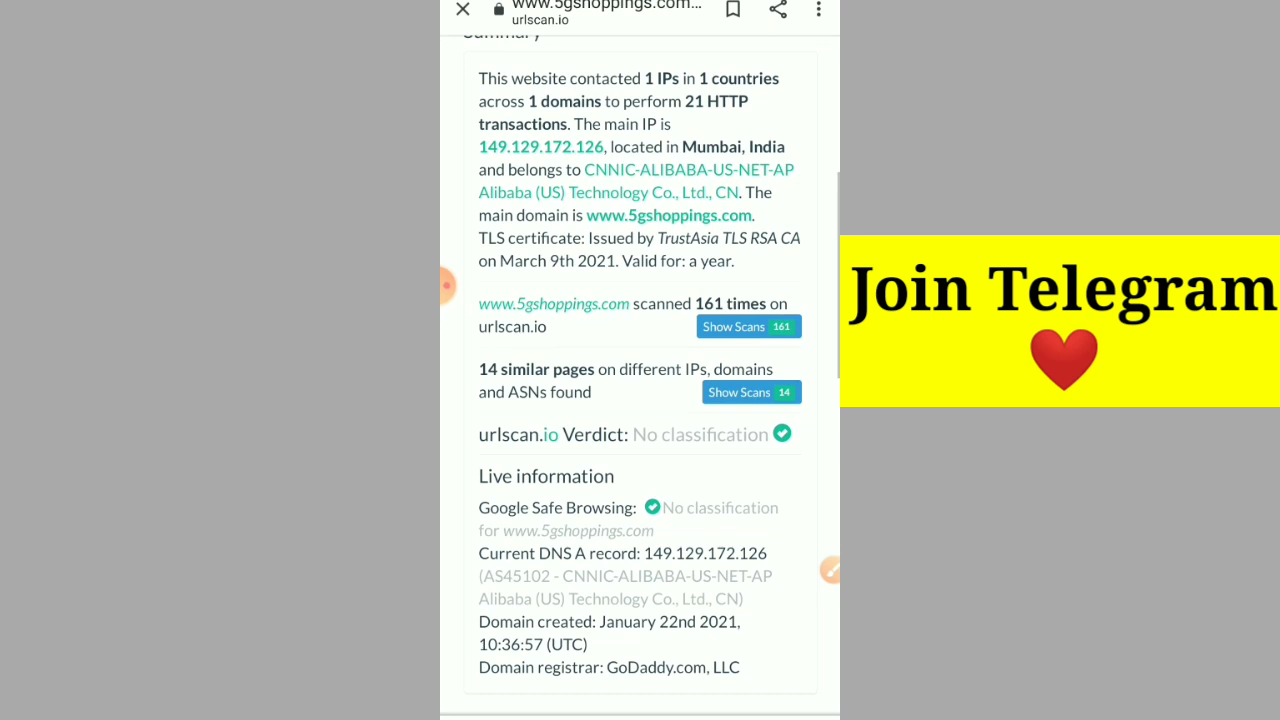 www.5gshoppings.com...
urlscan.io
Summary
This website contacted 1 IPs in 1 countries
across 1 domains to perform 21 HTTP
transactions. The main IP is
149.129.172.126, located in Mumbai, India
and belongs to CNNIC-ALIBABA-US-NET-AP
Alibaba (US) Technology Co., Ltd., CN. The
main domain is www.5gshoppings.com.
TLS certificate: Issued by TrustAsia TLS RSA CA
on March 9th 2021. Valid for: a year.
www.5gshoppings.com scanned 161 times on
urlscan.io
Show Scans 161
14 similar pages on different IPs, domains
and ASNs found
Show Scans 14
urlscan.io Verdict: No classification
Live information
Google Safe Browsing: No classification
for www.5gshoppings.com
Current DNS A record: 149.129.172.126
(AS45102 - CNNIC-ALIBABA-US-NET-AP
Alibaba (US) Technology Co., Ltd., CN)
Domain created: January 22nd 2021,
10:36:57 (UTC)
Domain registrar: GoDaddy.com, LLC
Join Telegram